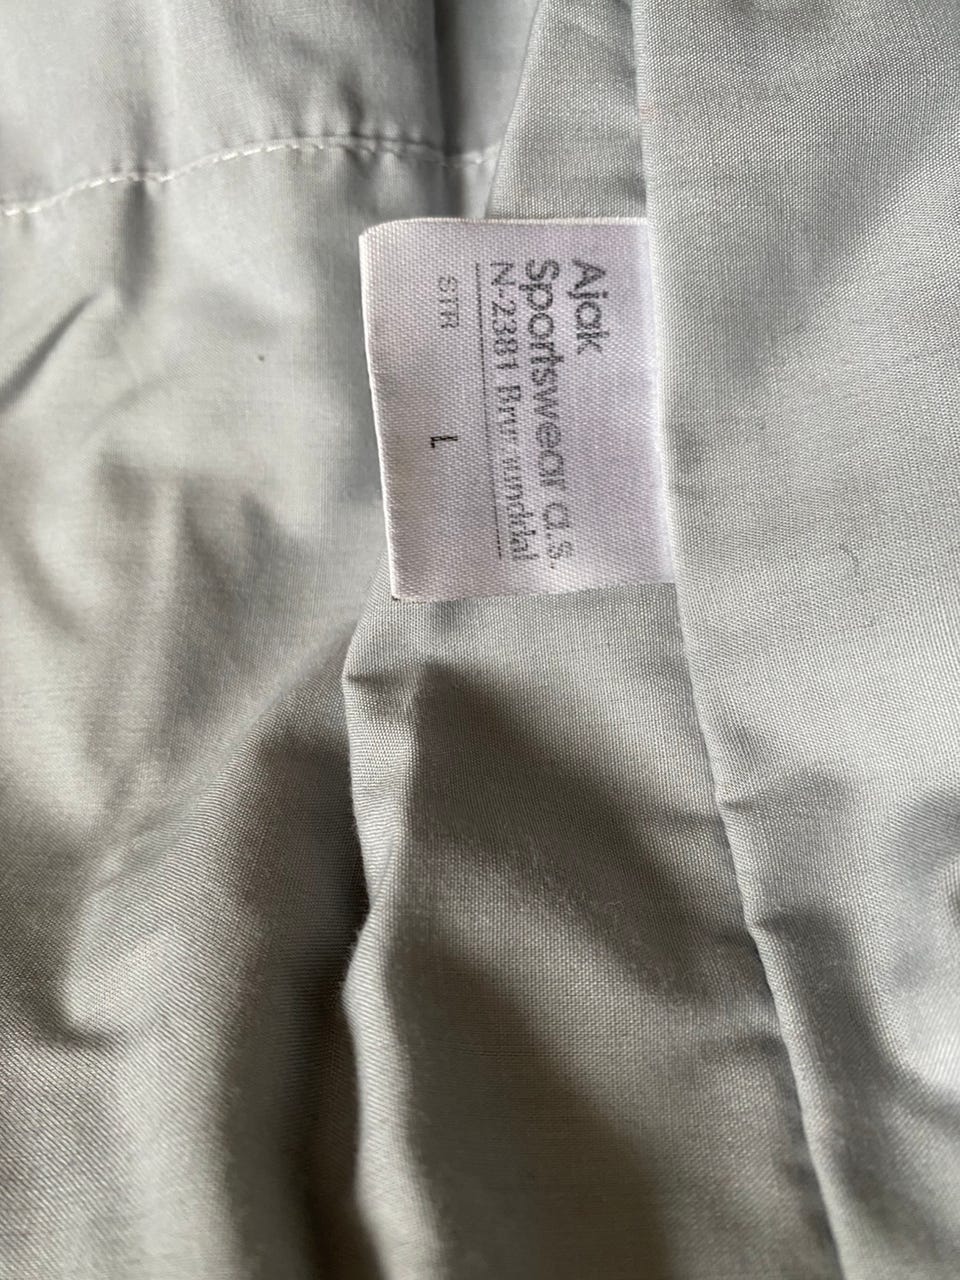 Ajak
Sportswear a.s.
N-2381 Brumunddal
STR L